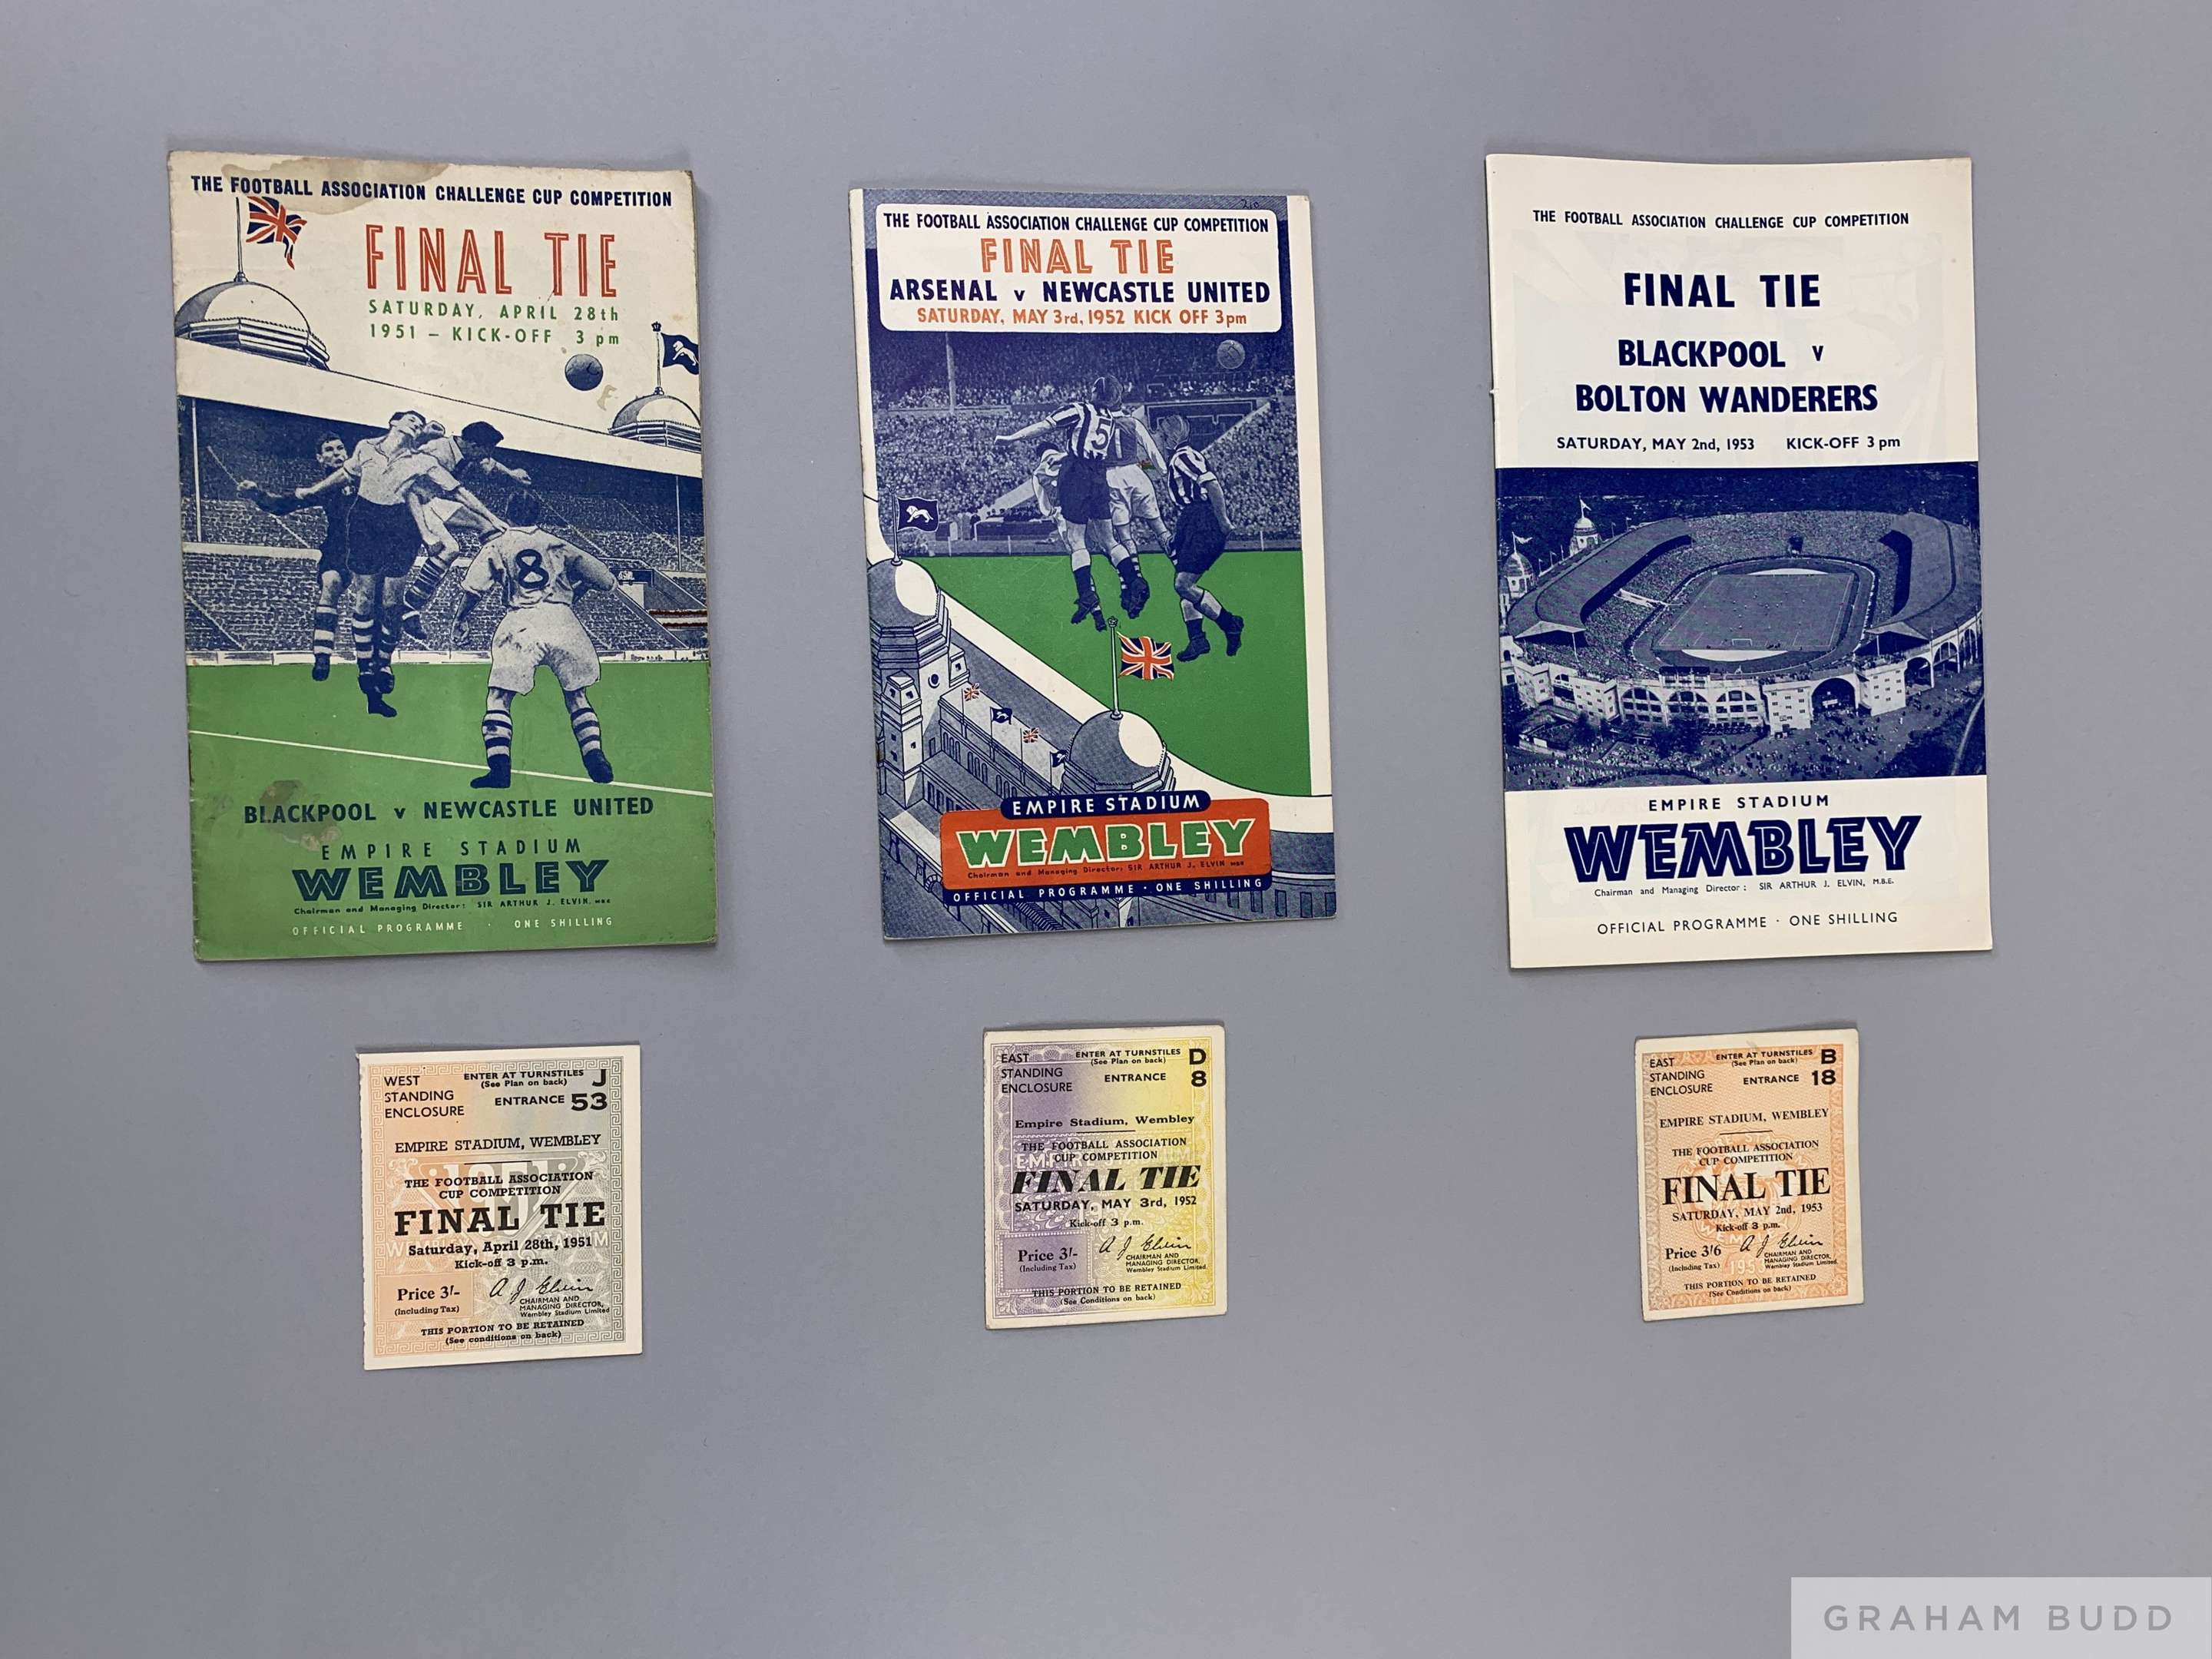 THE FOOTBALL ASSOCIATION CHALLENGE CUP COMPETITION
FINAL TIE
SATURDAY, APRIL 28th
1951 – KICK-OFF 3 pm
8
BLACKPOOL v NEWCASTLE UNITED
EMPIRE STADIUM
WEMBLEY
Chairman and Managing Director: SIR ARTHUR J. ELVIN, MBE
OFFICIAL PROGRAMME · ONE SHILLING
THE FOOTBALL ASSOCIATION CHALLENGE CUP COMPETITION
FINAL TIE
ARSENAL v NEWCASTLE UNITED
SATURDAY, MAY 3rd, 1952 KICK OFF 3pm
5
EMPIRE STADIUM
WEMBLEY
Chairman and Managing Director: SIR ARTHUR J. ELVIN MBE
OFFICIAL PROGRAMME · ONE SHILLING
THE FOOTBALL ASSOCIATION CHALLENGE CUP COMPETITION
FINAL TIE
BLACKPOOL v
BOLTON WANDERERS
SATURDAY, MAY 2nd, 1953 KICK-OFF 3 pm
EMPIRE STADIUM
WEMBLEY
Chairman and Managing Director: SIR ARTHUR J. ELVIN, M.B.E.
OFFICIAL PROGRAMME · ONE SHILLING
WEST STANDING ENCLOSURE
ENTER AT TURNSTILES J
(See Plan on back)
ENTRANCE 53
EMPIRE STADIUM, WEMBLEY
1951
THE FOOTBALL ASSOCIATION
CUP COMPETITION
FINAL TIE
Saturday, April 28th, 1951
Kick-off 3 p.m.
Price 3/-
(Including Tax)
A J Elvin
CHAIRMAN AND
MANAGING DIRECTOR,
Wembley Stadium Limited
THIS PORTION TO BE RETAINED
(See conditions on back)
EAST STANDING ENCLOSURE
ENTER AT TURNSTILES D
(See Plan on back)
ENTRANCE 8
Empire Stadium, Wembley
THE FOOTBALL ASSOCIATION
CUP COMPETITION
FINAL TIE
SATURDAY, MAY 3rd, 1952
Kick-off 3 p.m.
Price 3/-
(Including Tax)
A J Elvin
CHAIRMAN AND
MANAGING DIRECTOR,
Wembley Stadium Limited
THIS PORTION TO BE RETAINED
(See Conditions on back)
EAST STANDING ENCLOSURE
ENTER AT TURNSTILES B
(See Plan on back)
ENTRANCE 18
EMPIRE STADIUM, WEMBLEY
THE FOOTBALL ASSOCIATION
CUP COMPETITION
FINAL TIE
SATURDAY, MAY 2nd, 1953
Kick-off 3 p.m.
Price 3/6
(Including Tax)
A J Elvin
CHAIRMAN AND
MANAGING DIRECTOR,
Wembley Stadium Limited
1953
THIS PORTION TO BE RETAINED
(See Conditions on back)
GRAHAM BUDD